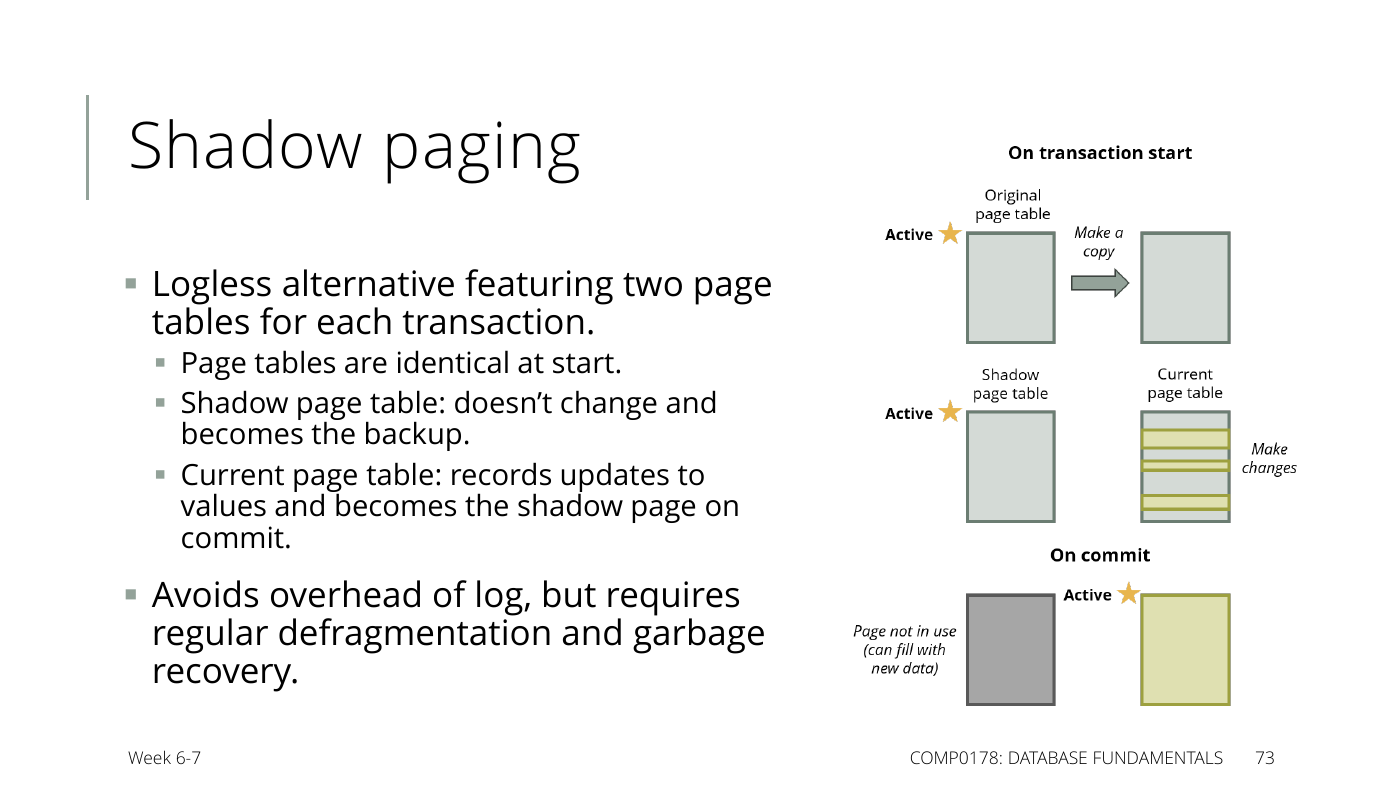 Shadow paging
▪ Logless alternative featuring two page
tables for each transaction.
▪ Page tables are identical at start.
▪ Shadow page table: doesn’t change and
becomes the backup.
▪ Current page table: records updates to
values and becomes the shadow page on
commit.
▪ Avoids overhead of log, but requires
regular defragmentation and garbage
recovery.
On transaction start
Original
page table
Active
Make a
copy
Shadow
page table
Active
Current
page table
Make
changes
On commit
Active
Page not in use
(can fill with
new data)
Week 6-7
COMP0178: DATABASE FUNDAMENTALS
73